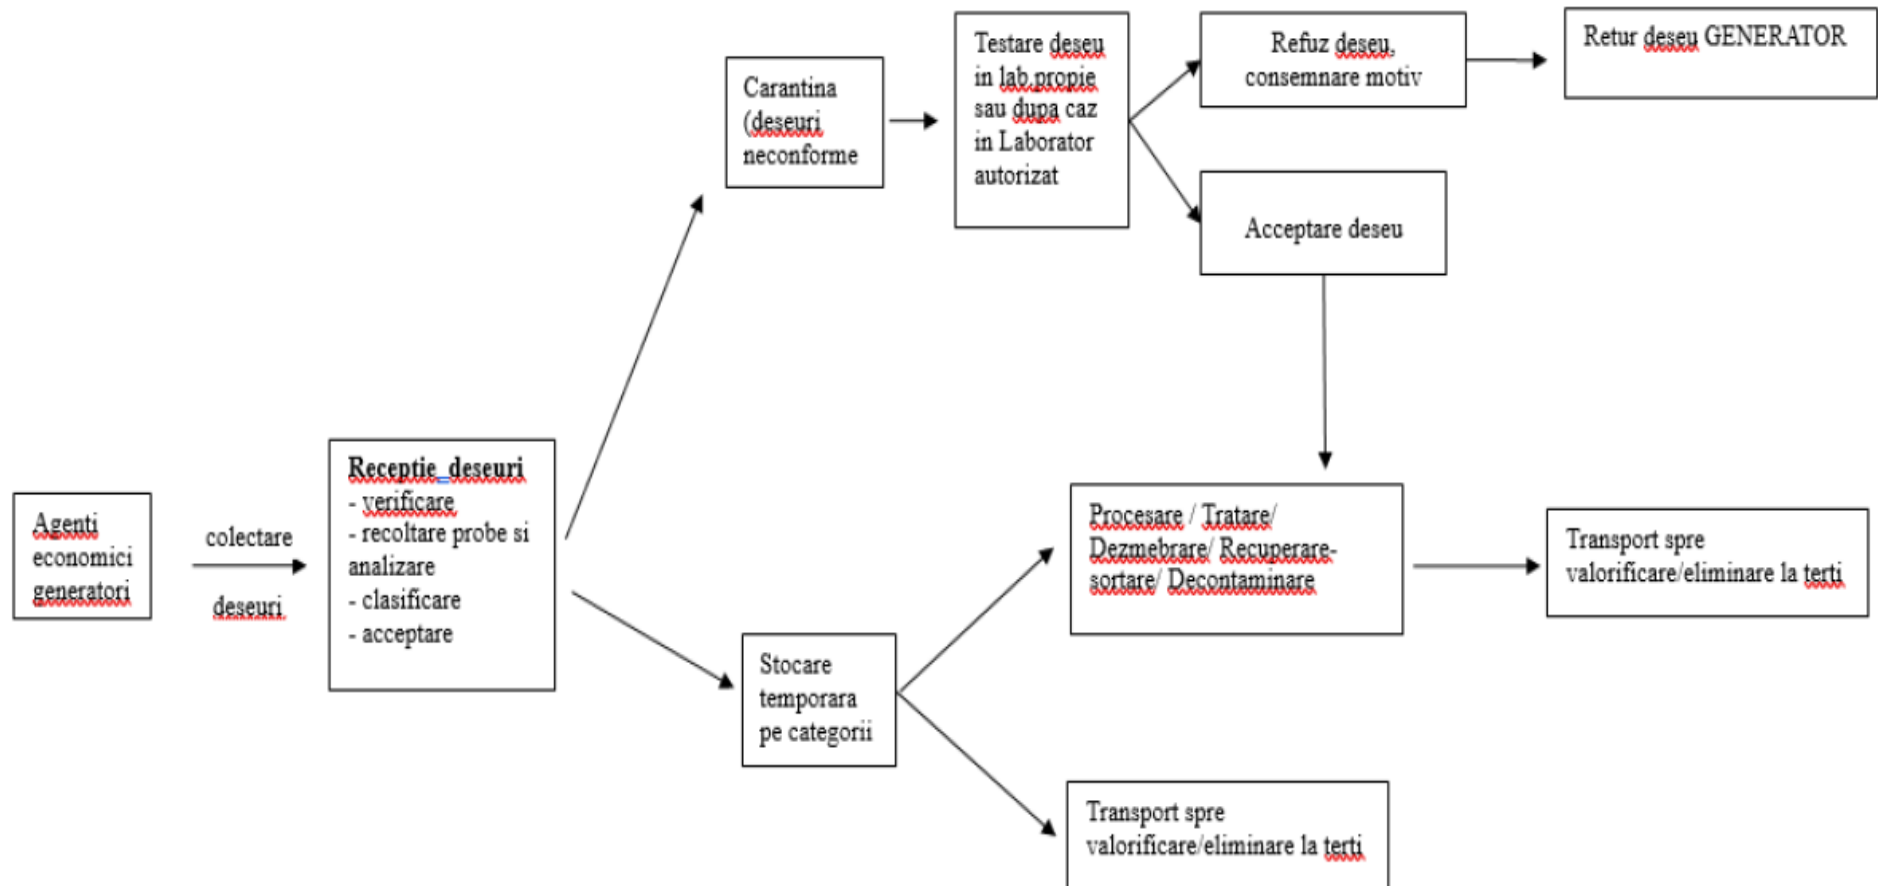 Agenti
economici
generatori
colectare
deseuri
Receptie_deseuri
- verificare
- recoltare probe si
analizare
- clasificare
- acceptare
Carantina
(deseuri
neconforme
Testare deseu
in lab.propie
sau dupa caz
in Laborator
autorizat
Refuz deseu,
consemnare motiv
Retur deseu GENERATOR
Acceptare deseu
Stocare
temporara
pe categorii
Procesare / Tratare/
Dezmebrare/ Recuperare-
sortare/ Decontaminare
Transport spre
valorificare/eliminare la terti
Transport spre
valorificare/eliminare la terti